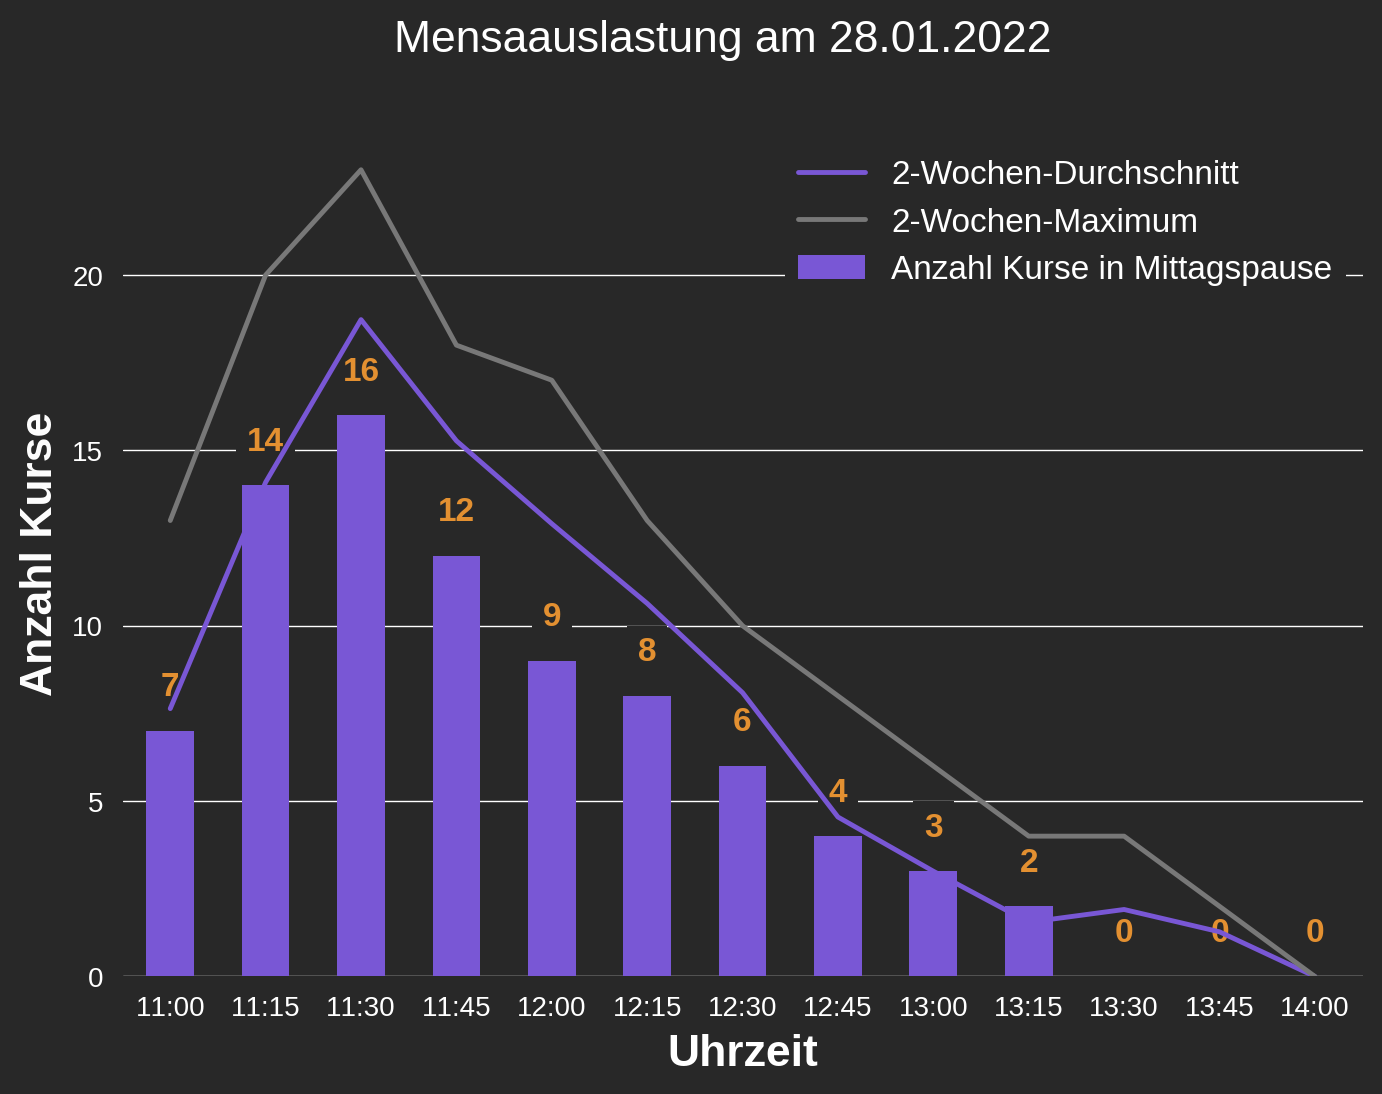 Mensaauslastung am 28.01.2022
2-Wochen-Durchschnitt
2-Wochen-Maximum
Anzahl Kurse in Mittagspause
Anzahl Kurse
20
15
10
5
0
7
14
16
12
9
8
6
4
3
2
0
0
0
11:00 11:15 11:30 11:45 12:00 12:15 12:30 12:45 13:00 13:15 13:30 13:45 14:00
Uhrzeit